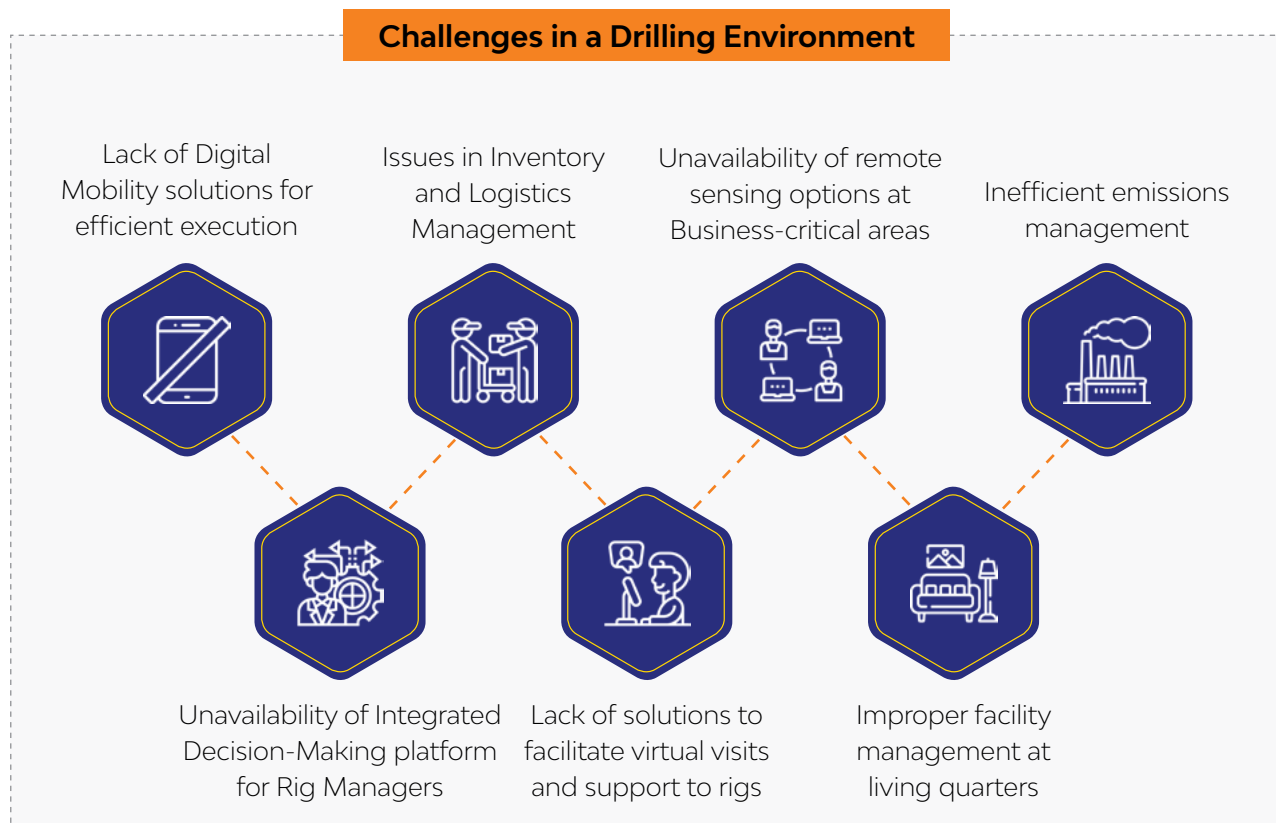 Challenges in a Drilling Environment
Lack of Digital
Mobility solutions for
efficient execution
Issues in Inventory
and Logistics
Management
Unavailability of remote
sensing options at
Business-critical areas
Inefficient emissions
management
Unavailability of Integrated
Decision-Making platform
for Rig Managers
Lack of solutions to
facilitate virtual visits
and support to rigs
Improper facility
management at
living quarters